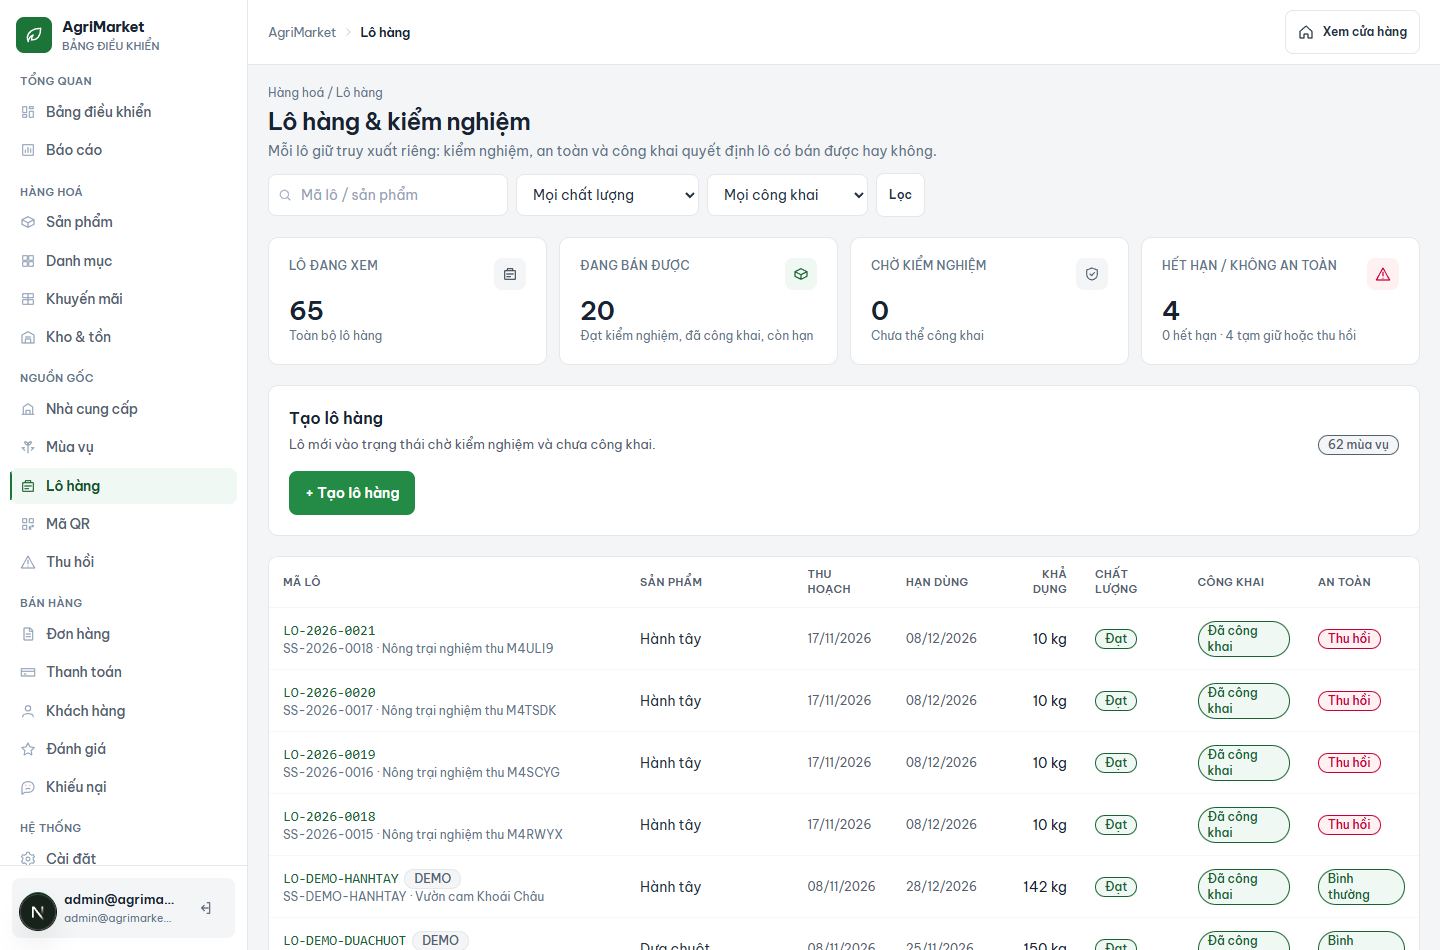 AgriMarket
BẢNG ĐIỀU KHIỂN
TỔNG QUAN
Bảng điều khiển
Báo cáo
HÀNG HOÁ
Sản phẩm
Danh mục
Khuyến mãi
Kho & tồn
NGUỒN GỐC
Nhà cung cấp
Mùa vụ
Lô hàng
Mã QR
Thu hồi
BÁN HÀNG
Đơn hàng
Thanh toán
Khách hàng
Đánh giá
Khiếu nại
HỆ THỐNG
Cài đặt
N
admin@agrima...
admin@agrimarke...
AgriMarket > Lô hàng
Xem cửa hàng
Hàng hoá / Lô hàng
Lô hàng & kiểm nghiệm
Mỗi lô giữ truy xuất riêng: kiểm nghiệm, an toàn và công khai quyết định lô có bán được hay không.
Mã lô / sản phẩm
Mọi chất lượng
Mọi công khai
Lọc
LÔ ĐANG XEM
65
Toàn bộ lô hàng
ĐANG BÁN ĐƯỢC
20
Đạt kiểm nghiệm, đã công khai, còn hạn
CHỜ KIỂM NGHIỆM
0
Chưa thể công khai
HẾT HẠN / KHÔNG AN TOÀN
4
0 hết hạn · 4 tạm giữ hoặc thu hồi
Tạo lô hàng
Lô mới vào trạng thái chờ kiểm nghiệm và chưa công khai.
62 mùa vụ
+ Tạo lô hàng
MÃ LÔ
SẢN PHẨM
THU HOẠCH
HẠN DÙNG
KHẢ DỤNG
CHẤT LƯỢNG
CÔNG KHAI
AN TOÀN
LO-2026-0021
SS-2026-0018 · Nông trại nghiệm thu M4ULI9
Hành tây
17/11/2026
08/12/2026
10 kg
Đạt
Đã công khai
Thu hồi
LO-2026-0020
SS-2026-0017 · Nông trại nghiệm thu M4TSDK
Hành tây
17/11/2026
08/12/2026
10 kg
Đạt
Đã công khai
Thu hồi
LO-2026-0019
SS-2026-0016 · Nông trại nghiệm thu M4SCYG
Hành tây
17/11/2026
08/12/2026
10 kg
Đạt
Đã công khai
Thu hồi
LO-2026-0018
SS-2026-0015 · Nông trại nghiệm thu M4RWYX
Hành tây
17/11/2026
08/12/2026
10 kg
Đạt
Đã công khai
Thu hồi
LO-DEMO-HANHTAY DEMO
SS-DEMO-HANHTAY · Vườn cam Khoái Châu
Hành tây
08/11/2026
28/12/2026
142 kg
Đạt
Đã công khai
Bình thường
LO-DEMO-DUACHUOT DEMO
Dưa chuột
08/11/2026
25/11/2026
150 kg
Đạt
Đã công
Bình